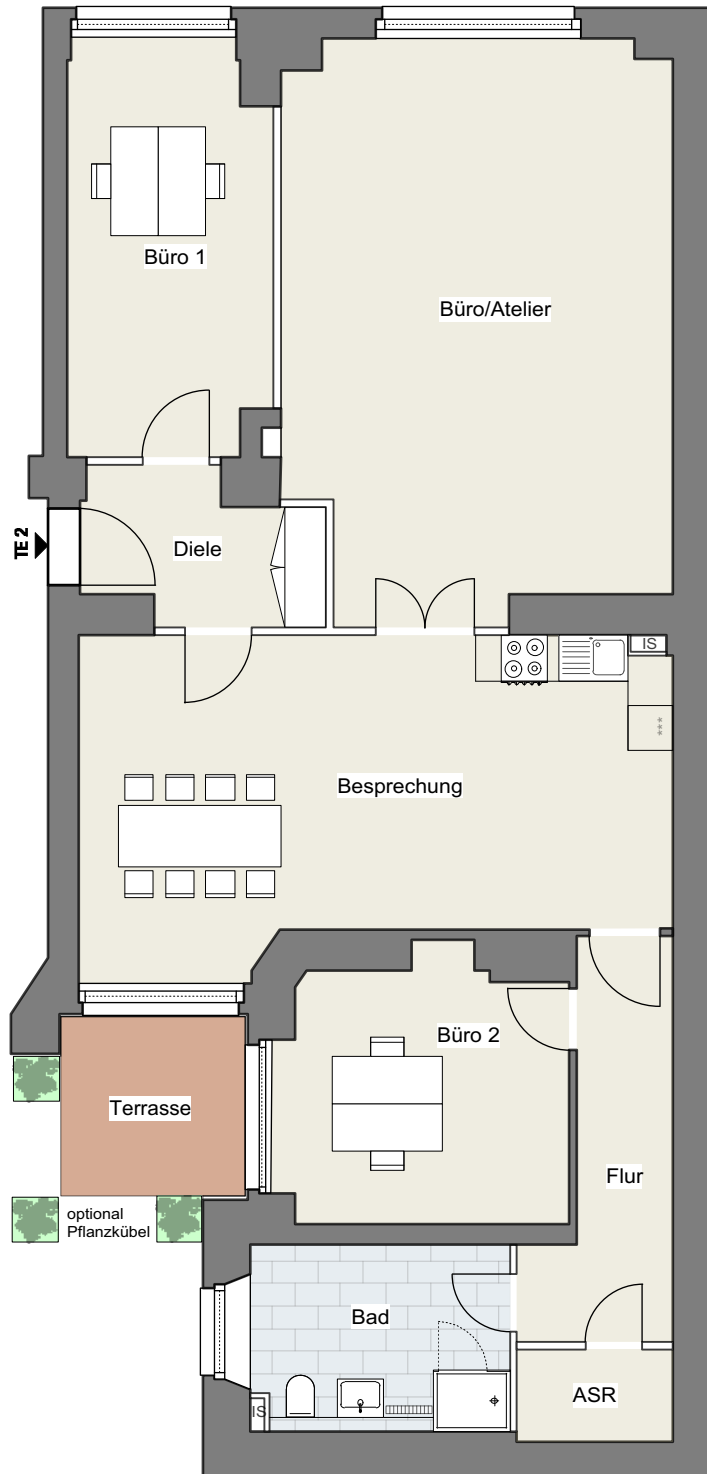 Büro 1
Büro/Atelier
TE 2
Diele
IS
***
Besprechung
Büro 2
Terrasse
Flur
optional
Pflanzkübel
Bad
ASR
IS